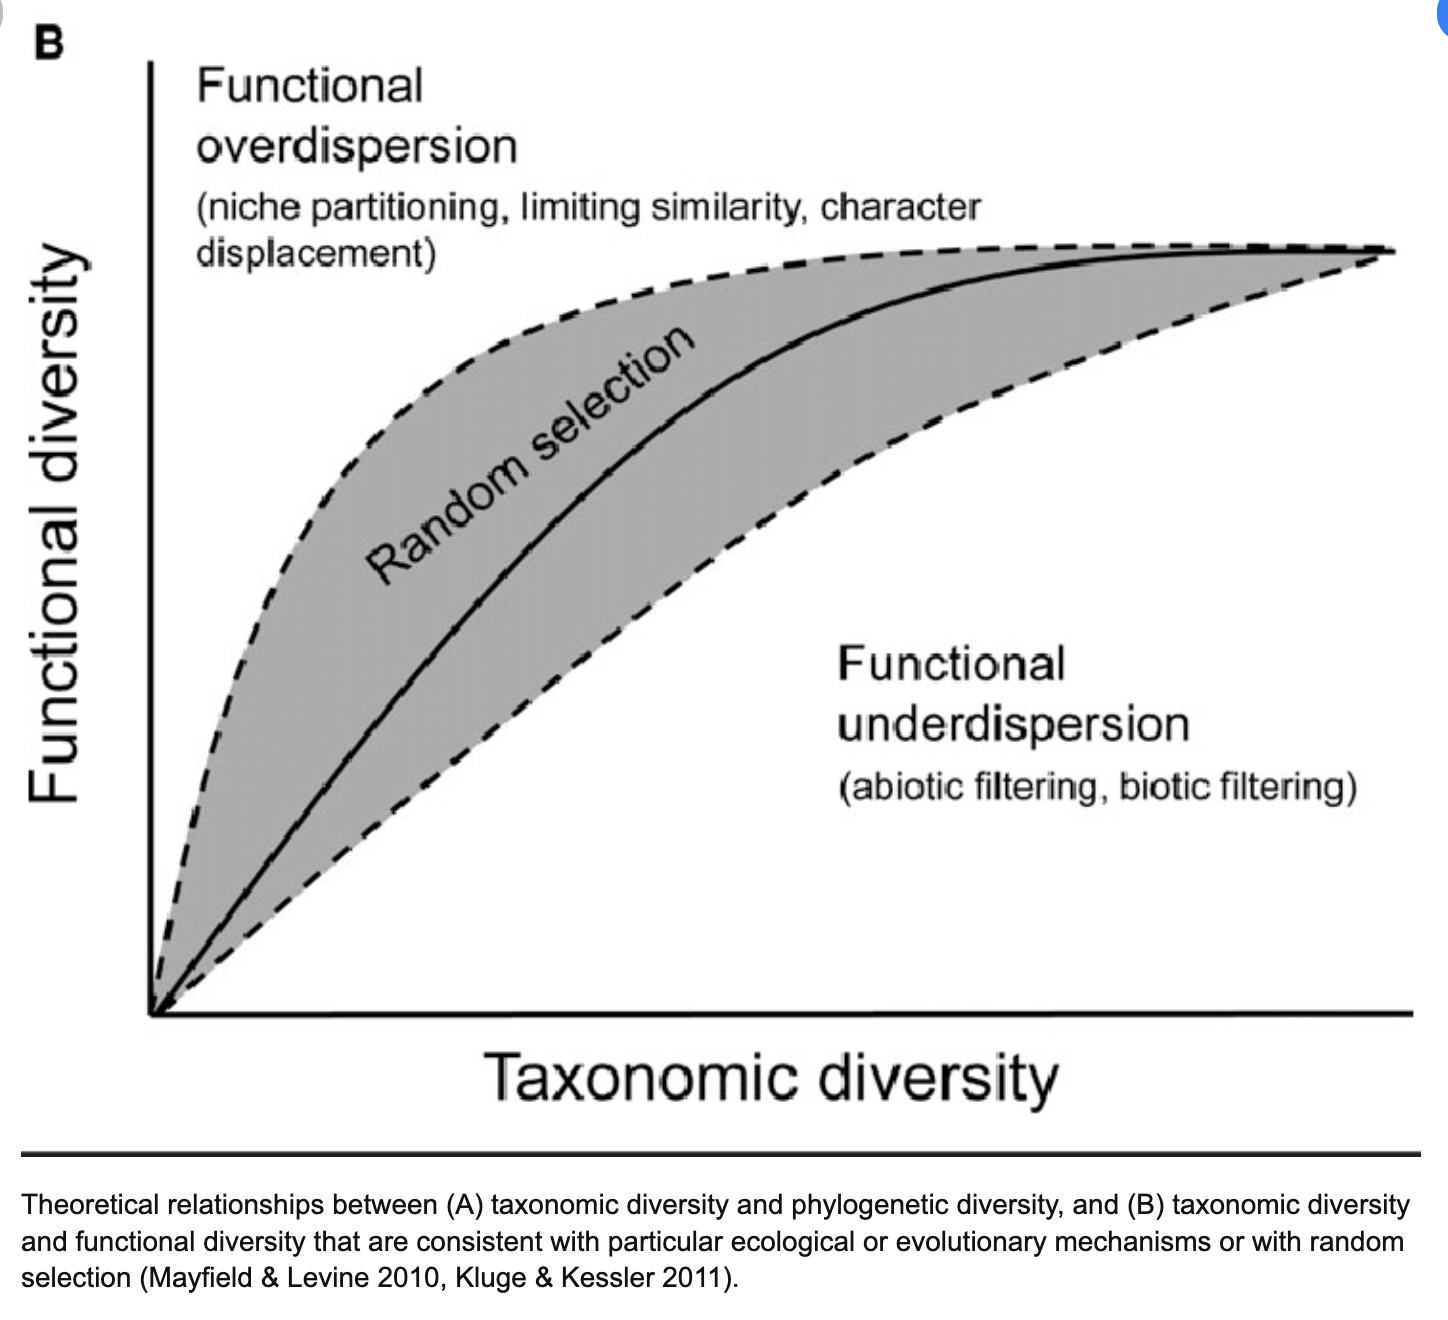 B
Functional
overdispersion
(niche partitioning, limiting similarity, character
displacement)
Functional diversity
Random selection
Functional
underdispersion
(abiotic filtering, biotic filtering)
Taxonomic diversity
Theoretical relationships between (A) taxonomic diversity and phylogenetic diversity, and (B) taxonomic diversity
and functional diversity that are consistent with particular ecological or evolutionary mechanisms or with random
selection (Mayfield & Levine 2010, Kluge & Kessler 2011).